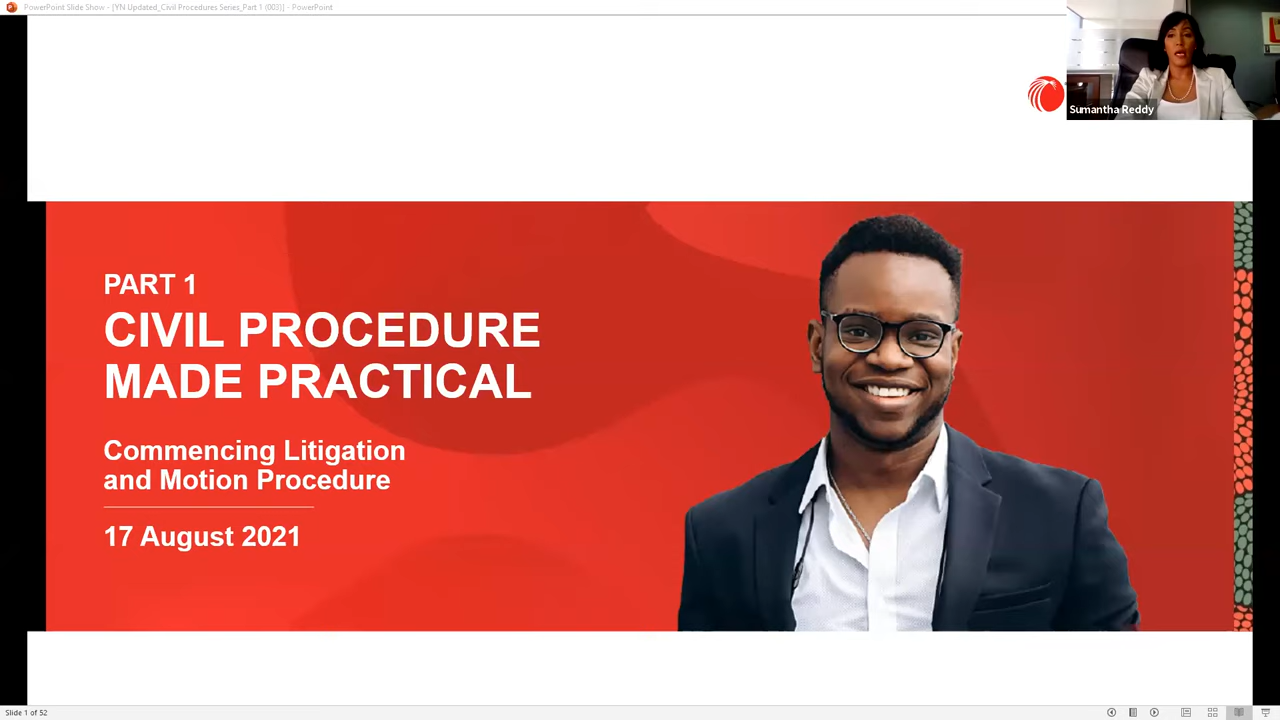 PowerPoint Slide Show - [YN Updated_Civil Procedures Series_Part 1 (003)] - PowerPoint
Sumantha Reddy
PART 1
CIVIL PROCEDURE
MADE PRACTICAL
Commencing Litigation
and Motion Procedure
17 August 2021
Slide 1 of 52